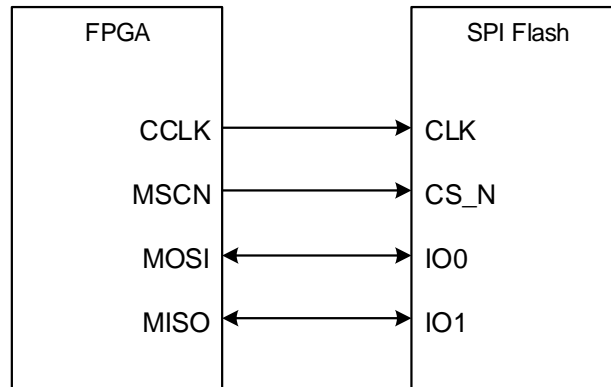 FPGA SPI Flash
CCLK CLK
MSCN CS_N
MOSI IO0
MISO IO1